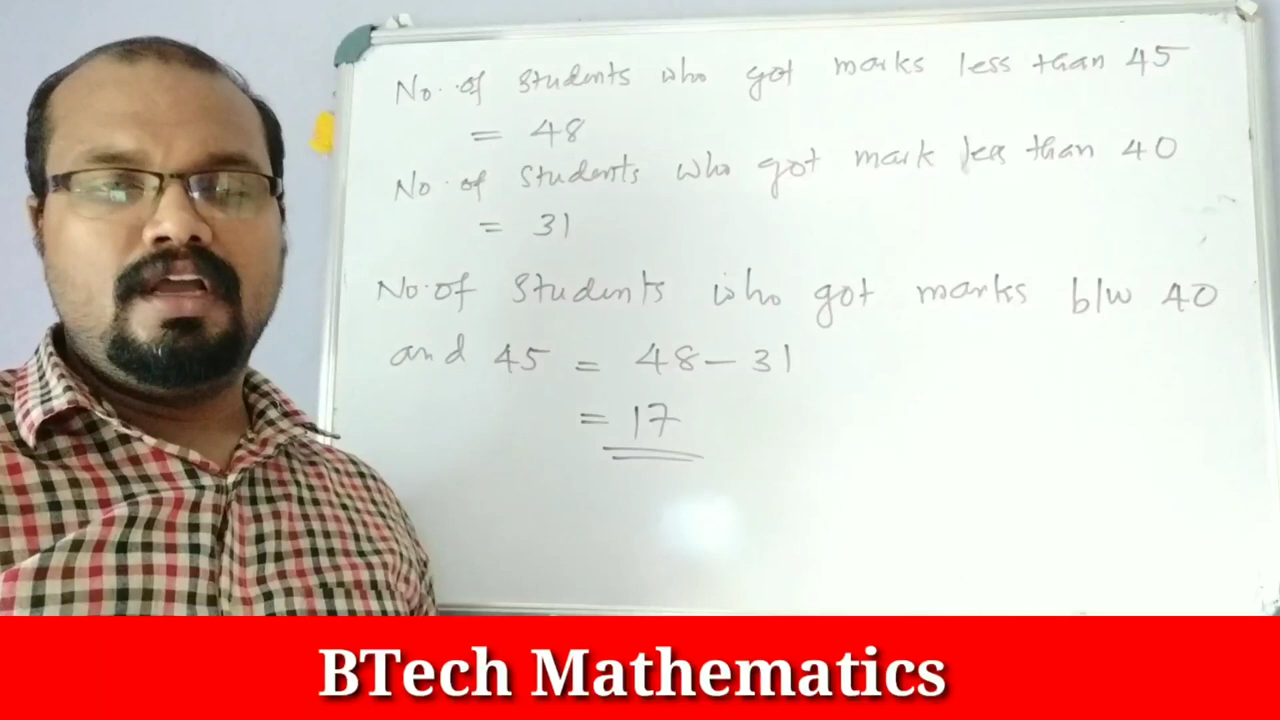 No. of students who got marks less than 45
= 48
No. of students who got mark less than 40
= 31
No. of students who got marks b/w 40
and 45 = 48 - 31
= 17
BTech Mathematics